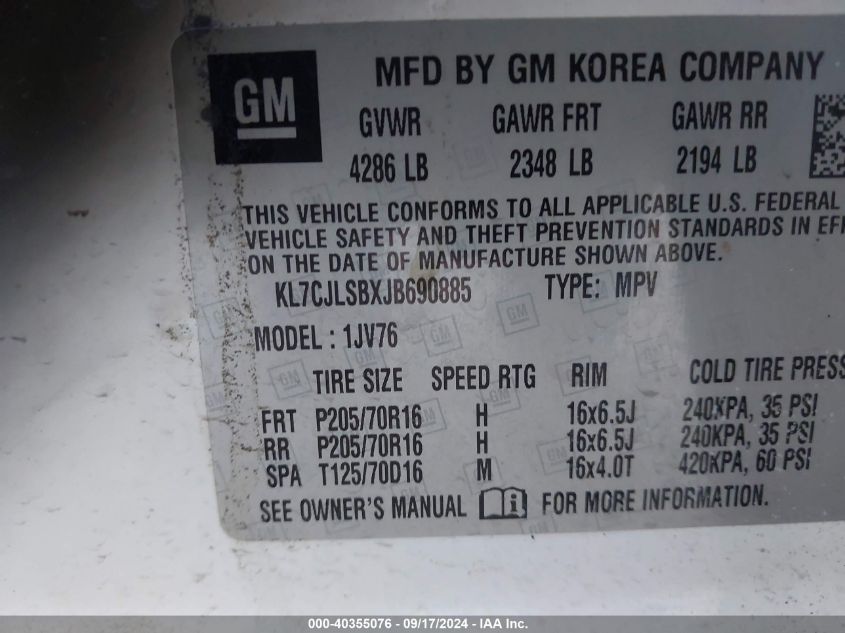 GM
MFD BY GM KOREA COMPANY
GVWR GAWR FRT GAWR RR
4286 LB 2348 LB 2194 LB
THIS VEHICLE CONFORMS TO ALL APPLICABLE U.S. FEDERAL
VEHICLE SAFETY AND THEFT PREVENTION STANDARDS IN EFF
ON THE DATE OF MANUFACTURE SHOWN ABOVE.
KL7CJLSBXJB690885 TYPE: MPV
MODEL : 1JV76
TIRE SIZE SPEED RTG RIM COLD TIRE PRESS
FRT P205/70R16 H 16x6.5J 240KPA, 35 PSI
RR P205/70R16 H 16x6.5J 240KPA, 35 PSI
SPA T125/70D16 M 16x4.0T 420KPA, 60 PSI
SEE OWNER'S MANUAL i FOR MORE INFORMATION.
000-40355076 - 09/17/2024 - IAA Inc.